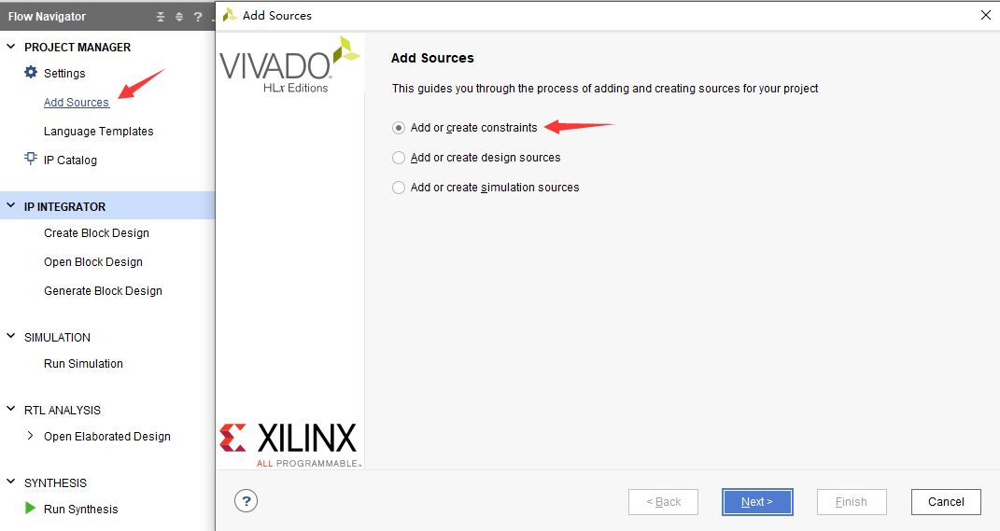 Flow Navigator
PROJECT MANAGER
Settings
Add Sources
Language Templates
IP Catalog
IP INTEGRATOR
Create Block Design
Open Block Design
Generate Block Design
SIMULATION
Run Simulation
RTL ANALYSIS
Open Elaborated Design
SYNTHESIS
Run Synthesis
Add Sources
VIVADO
HLx Editions
Add Sources
This guides you through the process of adding and creating sources for your project
Add or create constraints
Add or create design sources
Add or create simulation sources
XILINX
ALL PROGRAMMABLE
?
< Back
Next >
Finish
Cancel